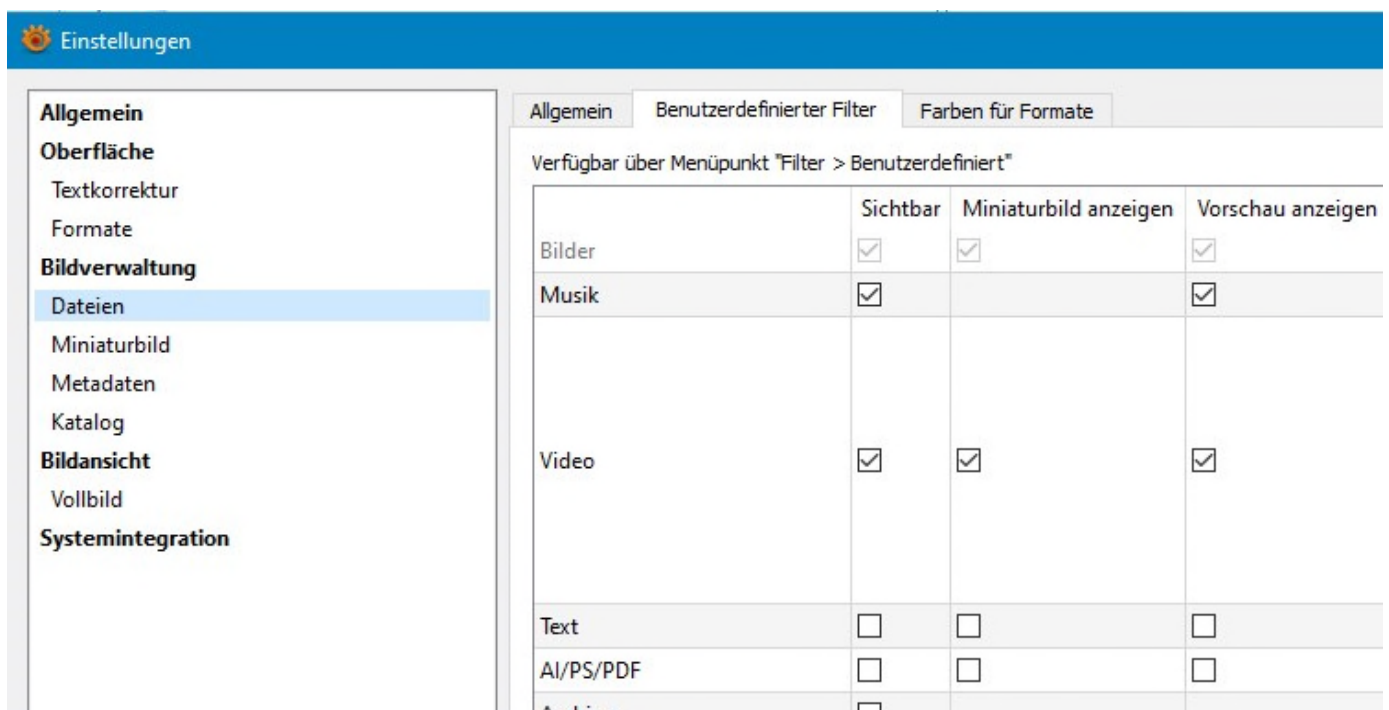 Einstellungen
Allgemein
Oberfläche
Textkorrektur
Formate
Bildverwaltung
Dateien
Miniaturbild
Metadaten
Katalog
Bildansicht
Vollbild
Systemintegration
Allgemein Benutzerdefinierter Filter Farben für Formate
Verfügbar über Menüpunkt "Filter > Benutzerdefiniert"
Sichtbar Miniaturbild anzeigen Vorschau anzeigen
Bilder
Musik
Video
Text
AI/PS/PDF